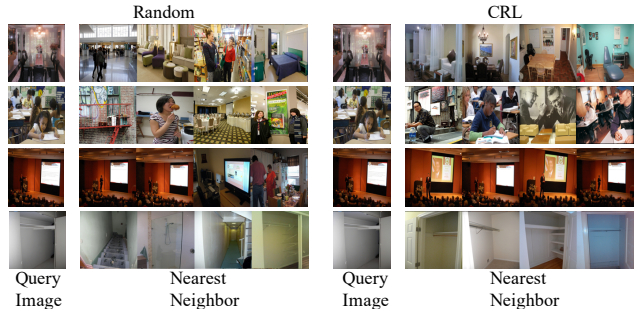 Random
CRL
Query
Image
Nearest
Neighbor
Query
Image
Nearest
Neighbor